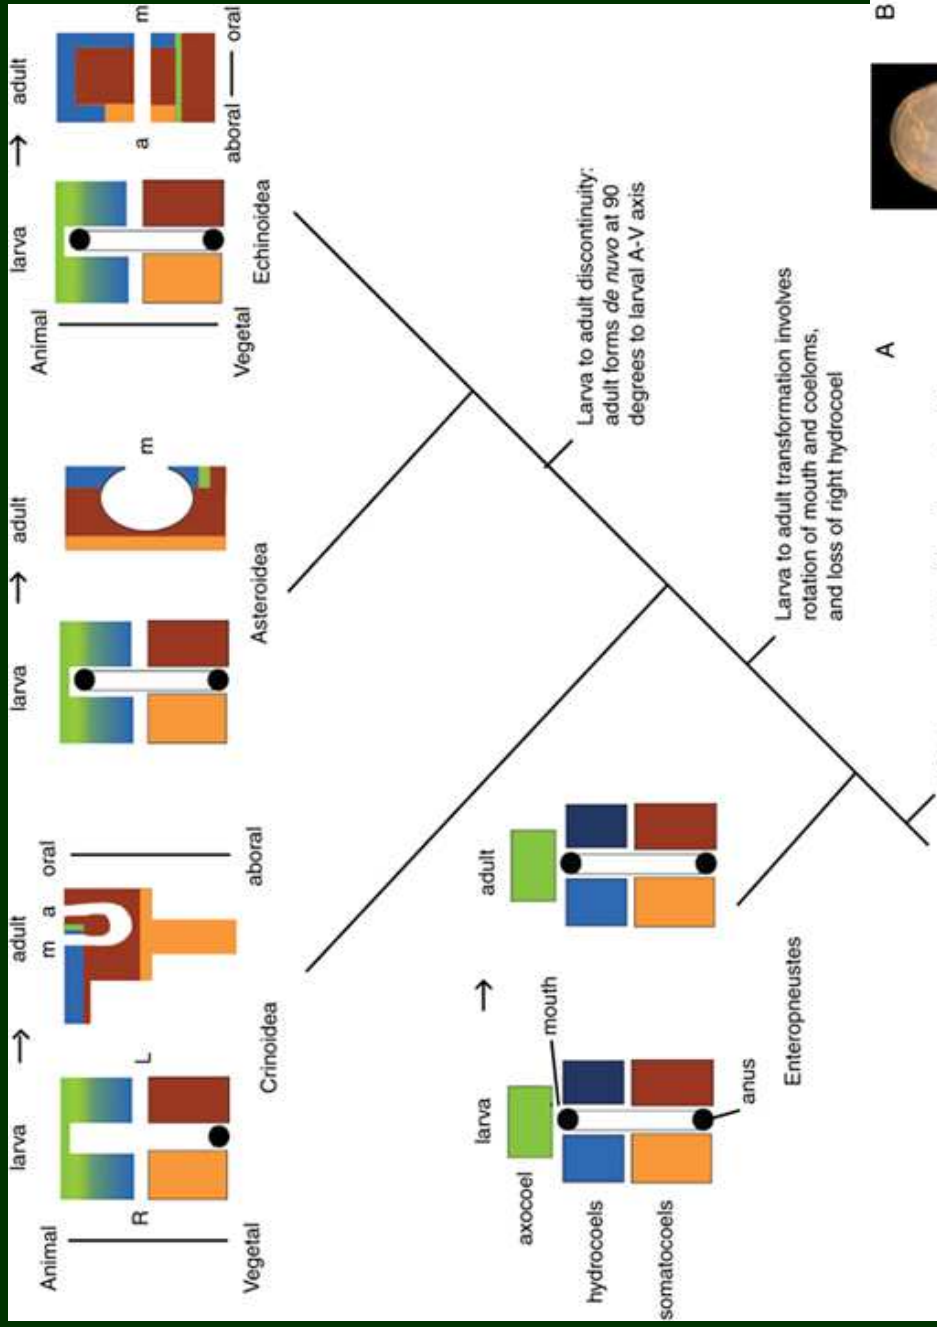 larva → adult
Animal
Vegetal
R
L
m a
oral
aboral
Crinoidea
larva → adult
m
Asteroidea
larva → adult
Animal
Vegetal
a
m
aboral — oral
Echinoidea
larva → adult
axocoel
hydrocoels
somatocoels
mouth
anus
Enteropneustes
Larva to adult discontinuity:
adult forms de nuvo at 90
degrees to larval A-V axis
Larva to adult transformation involves
rotation of mouth and coeloms,
and loss of right hydrocoel
A
B